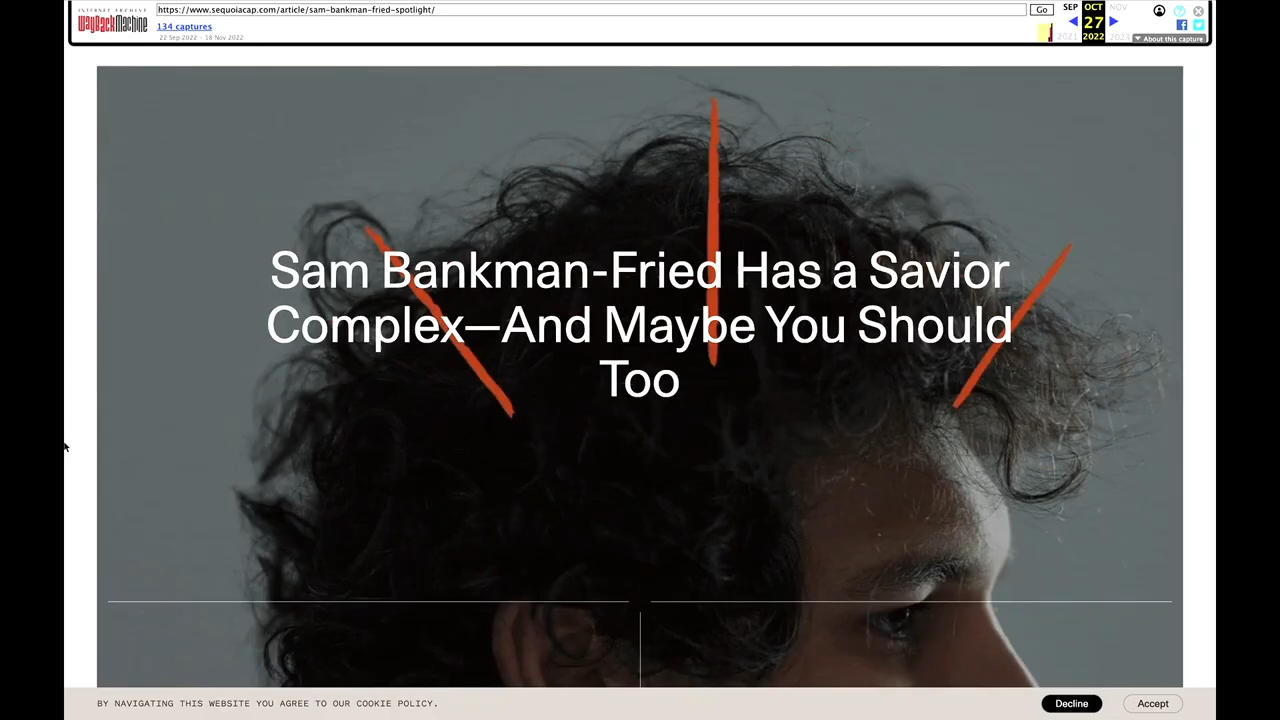 INTERNET ARCHIVE
WayBackMachine
https://www.sequoiacap.com/article/sam-bankman-fried-spotlight/
Go
134 captures
22 Sep 2022 - 18 Nov 2022
SEP OCT NOV
27
2021 2022 2023
About this capture
Sam Bankman-Fried Has a Savior
Complex—And Maybe You Should
Too
BY NAVIGATING THIS WEBSITE YOU AGREE TO OUR COOKIE POLICY.
Decline
Accept